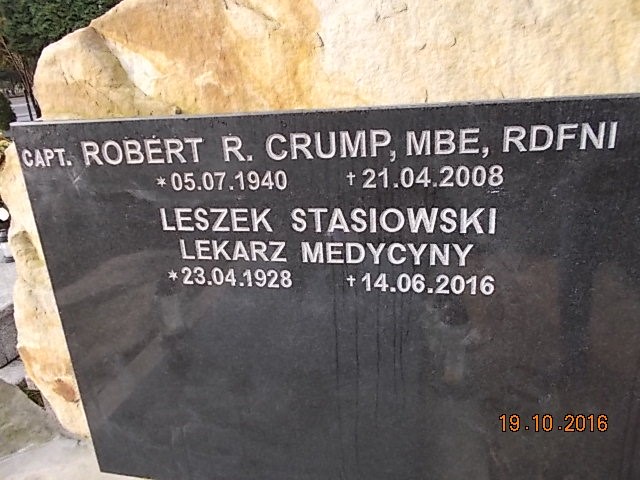 CAPT. ROBERT R. CRUMP, MBE, RDFNI
*05.07.1940 †21.04.2008
LESZEK STASIOWSKI
LEKARZ MEDYCYNY
*23.04.1928 †14.06.2016
19.10.2016